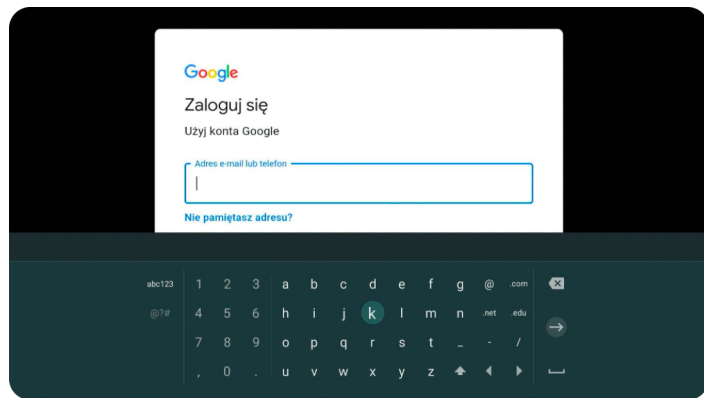 Google
Zaloguj się
Użyj konta Google
Adres e-mail lub telefon
Nie pamiętasz adresu?
abc123 1 2 3 a b c d e f g @ .com
@?# 4 5 6 h i j k l m n .net .edu
7 8 9 o p q r s t _ - /
, 0 . u v w x y z